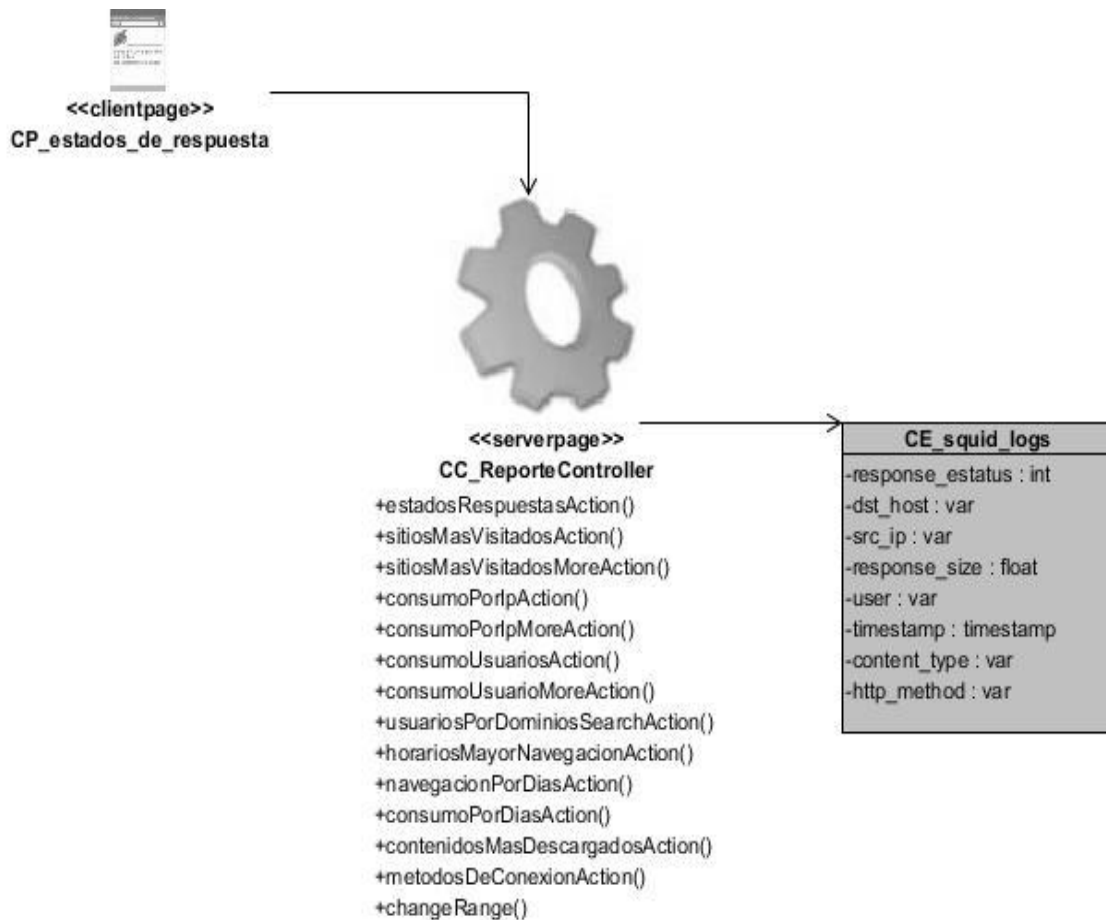 <<clientpage>>
CP_estados_de_respuesta
<<serverpage>>
CC_ReporteController
+estadosRespuestasAction()
+sitiosMasVisitadosAction()
+sitiosMasVisitadosMoreAction()
+consumoPorIpAction()
+consumoPorIpMoreAction()
+consumoUsuariosAction()
+consumoUsuarioMoreAction()
+usuariosPorDominiosSearchAction()
+horariosMayorNavegacionAction()
+navegacionPorDiasAction()
+consumoPorDiasAction()
+contenidosMasDescargadosAction()
+metodosDeConexionAction()
+changeRange()
CE_squid_logs
-response_estatus : int
-dst_host : var
-src_ip : var
-response_size : float
-user : var
-timestamp : timestamp
-content_type : var
-http_method : var